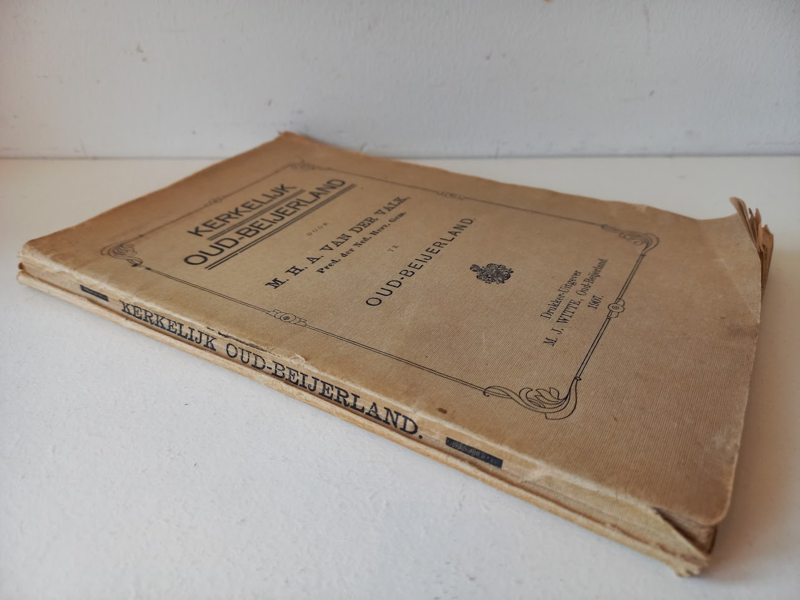 KERKELIJK
OUD-BEIJERLAND
DOOR
M. H. A. VAN DER VALK,
Pred. der Ned. Herv. Gem.
TE
OUD-BEIJERLAND.
Drukker-Uitgever
M. J. WITTE, Oud-Beijerland
1907
KERKELIJK OUD-BEIJERLAND.